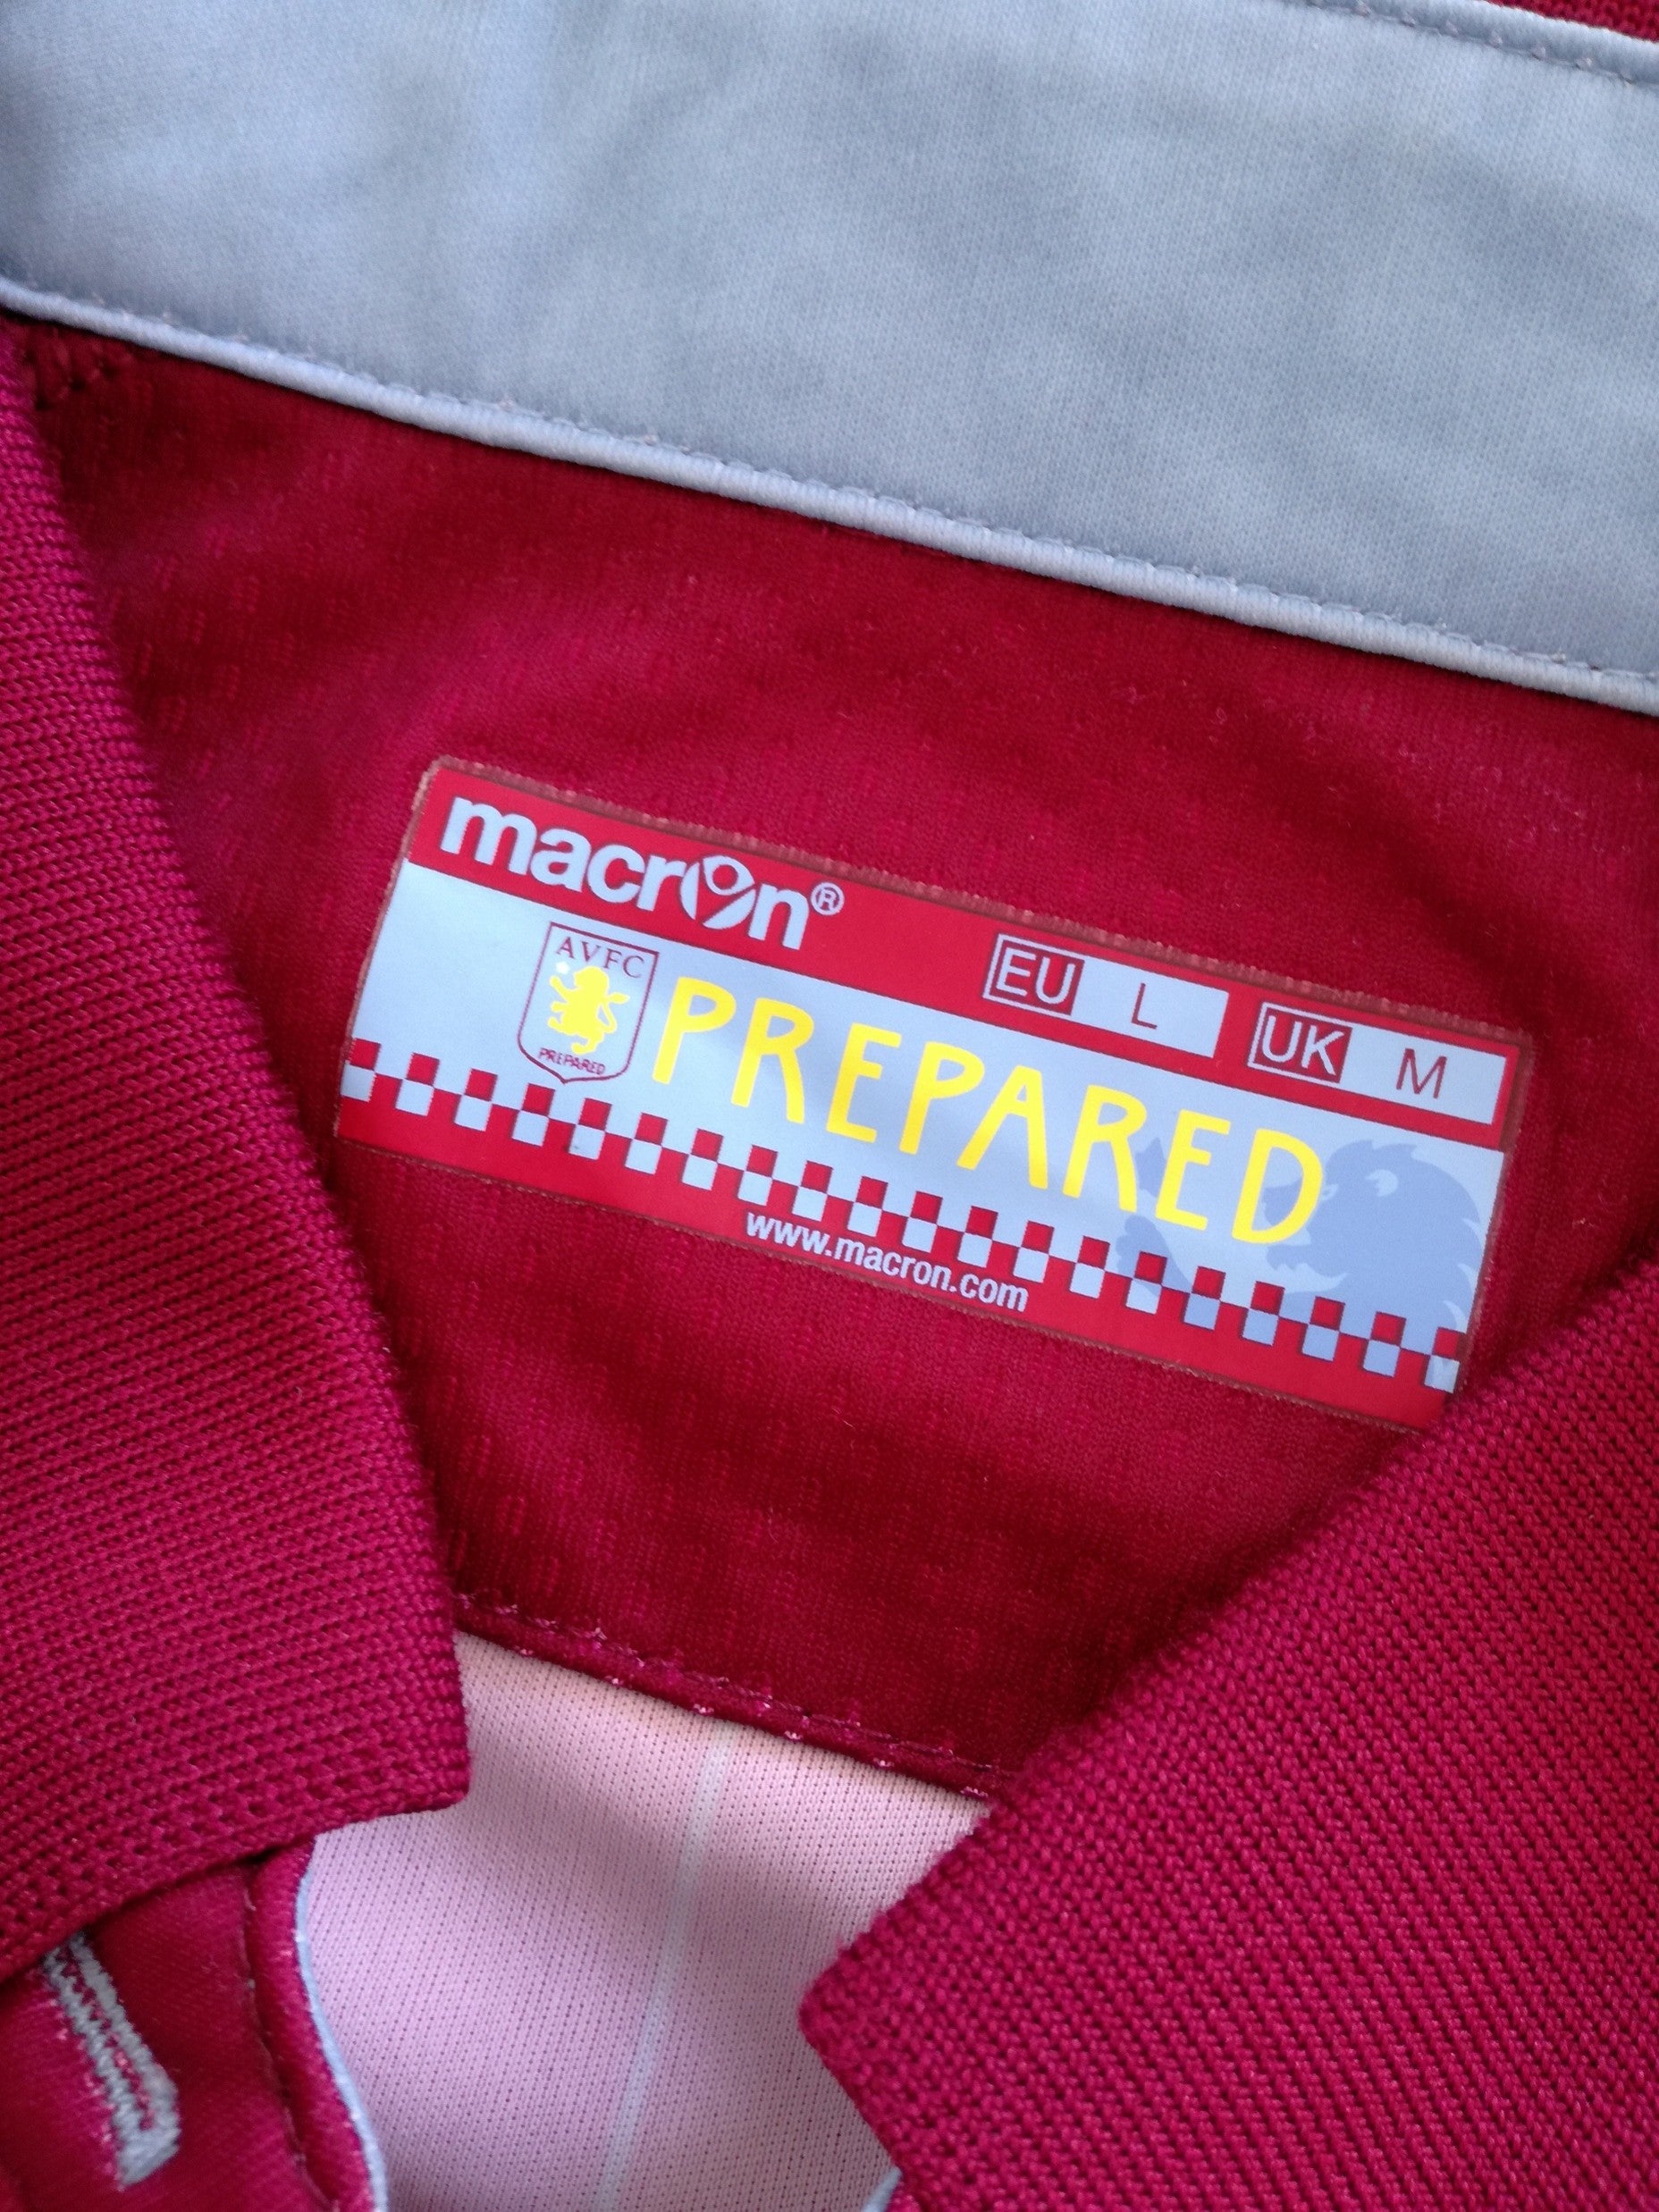 macron®
EU L UK M
AVFC
PREPARED
PREPARED
www.macron.com